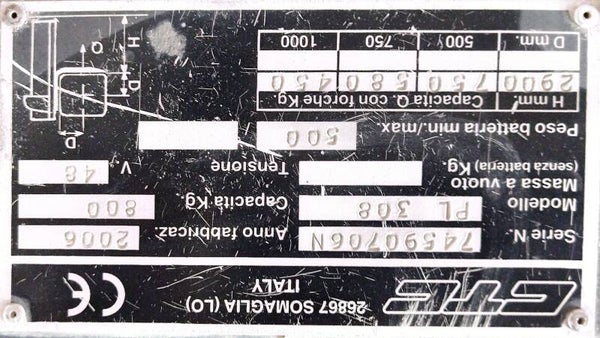 CTC 26867 SOMAGLIA (LO) CE
ITALY
Serie N. 74590706N Anno fabbricaz. 2006
Modello PL 308 Capacità Kg 800
Massa a vuoto
(senza batteria) Kg. Tensione 48 V
Peso batteria min./max 500
H mm. Capacità Q. con forche Kg.
2900 750 580 450
D mm. 500 750 1000
D
D
H
Q